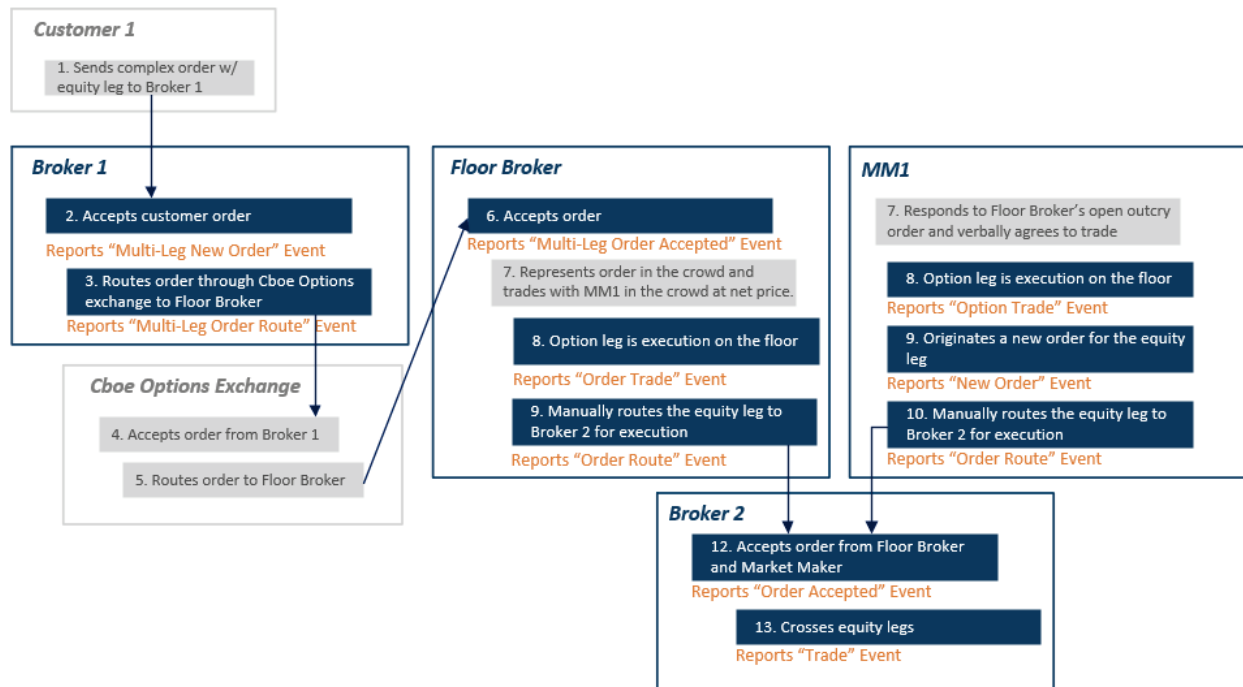 Customer 1
1. Sends complex order w/
equity leg to Broker 1
Broker 1
2. Accepts customer order
Reports “Multi-Leg New Order” Event
3. Routes order through Cboe Options
exchange to Floor Broker
Reports “Multi-Leg Order Route” Event
Cboe Options Exchange
4. Accepts order from Broker 1
5. Routes order to Floor Broker
Floor Broker
6. Accepts order
Reports “Multi-Leg Order Accepted” Event
7. Represents order in the crowd and
trades with MM1 in the crowd at net price.
8. Option leg is execution on the floor
Reports “Order Trade” Event
9. Manually routes the equity leg to
Broker 2 for execution
Reports “Order Route” Event
MM1
7. Responds to Floor Broker’s open outcry
order and verbally agrees to trade
8. Option leg is execution on the floor
Reports “Option Trade” Event
9. Originates a new order for the equity
leg
Reports “New Order” Event
10. Manually routes the equity leg to
Broker 2 for execution
Reports “Order Route” Event
Broker 2
12. Accepts order from Floor Broker
and Market Maker
Reports “Order Accepted” Event
13. Crosses equity legs
Reports “Trade” Event